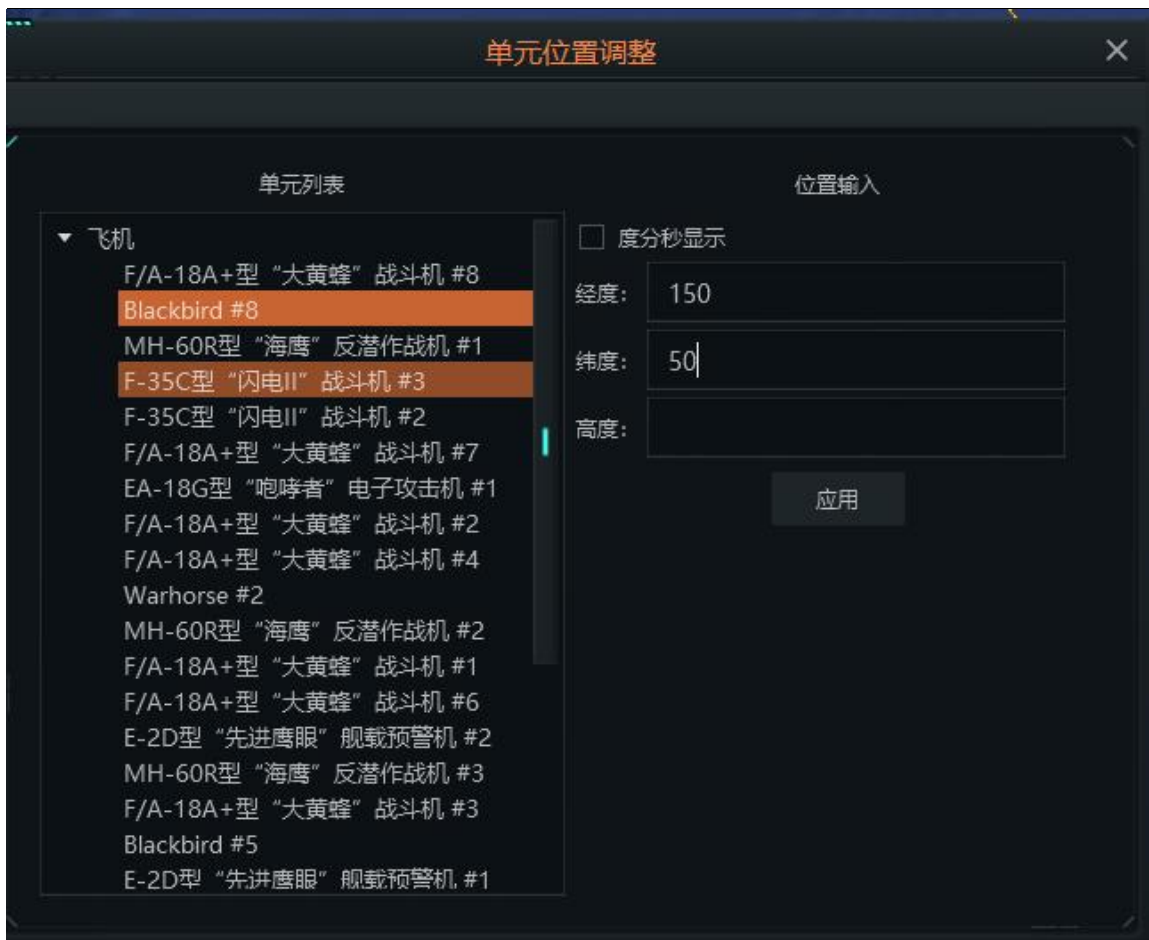 单元位置调整
单元列表
飞机
F/A-18A+型“大黄蜂”战斗机 #8
Blackbird #8
MH-60R型“海鹰”反潜作战机 #1
F-35C型“闪电II”战斗机 #3
F-35C型“闪电II”战斗机 #2
F/A-18A+型“大黄蜂”战斗机 #7
EA-18G型“咆哮者”电子攻击机 #1
F/A-18A+型“大黄蜂”战斗机 #2
F/A-18A+型“大黄蜂”战斗机 #4
Warhorse #2
MH-60R型“海鹰”反潜作战机 #2
F/A-18A+型“大黄蜂”战斗机 #1
F/A-18A+型“大黄蜂”战斗机 #6
E-2D型“先进鹰眼”舰载预警机 #2
MH-60R型“海鹰”反潜作战机 #3
F/A-18A+型“大黄蜂”战斗机 #3
Blackbird #5
E-2D型“先进鹰眼”舰载预警机 #1
位置输入
度分秒显示
经度： 150
纬度： 50
高度：
应用